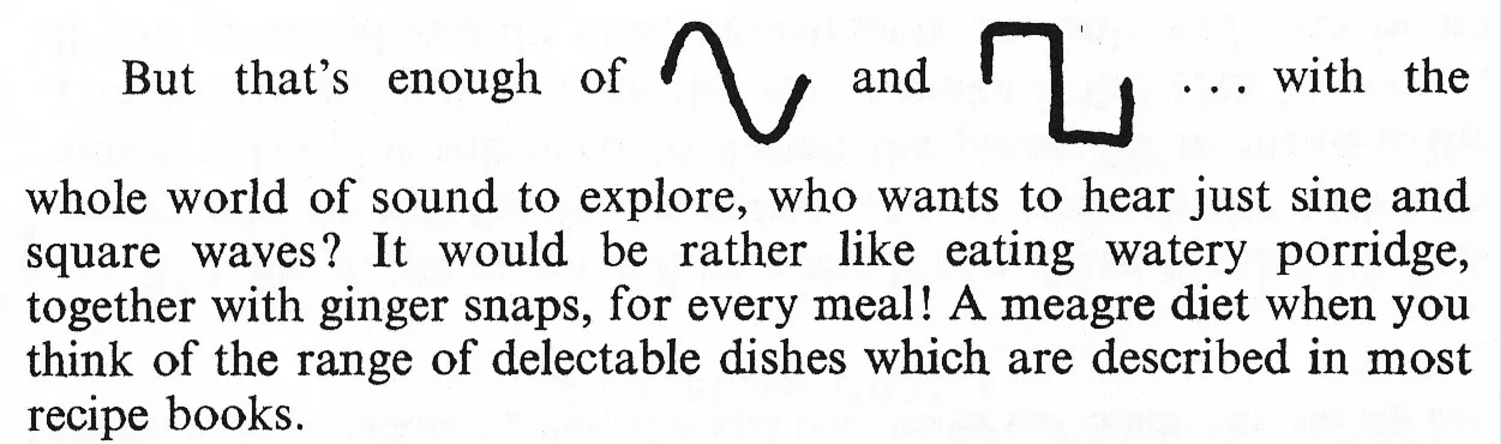 But that's enough of and ... with the
whole world of sound to explore, who wants to hear just sine and
square waves? It would be rather like eating watery porridge,
together with ginger snaps, for every meal! A meagre diet when you
think of the range of delectable dishes which are described in most
recipe books.